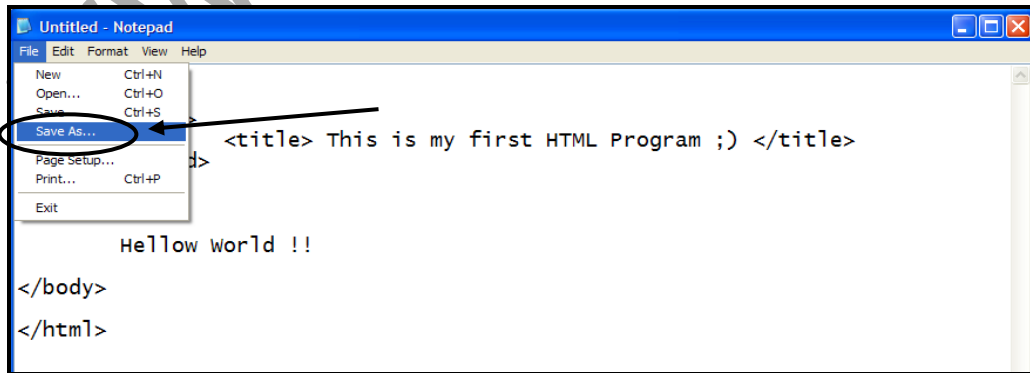 Untitled - Notepad
File Edit Format View Help
New Ctrl+N
Open... Ctrl+O
Save Ctrl+S
Save As...
Page Setup...
Print... Ctrl+P
Exit
>
<title> This is my first HTML Program ;) </title>
d>
Hellow World !!
</body>
</html>